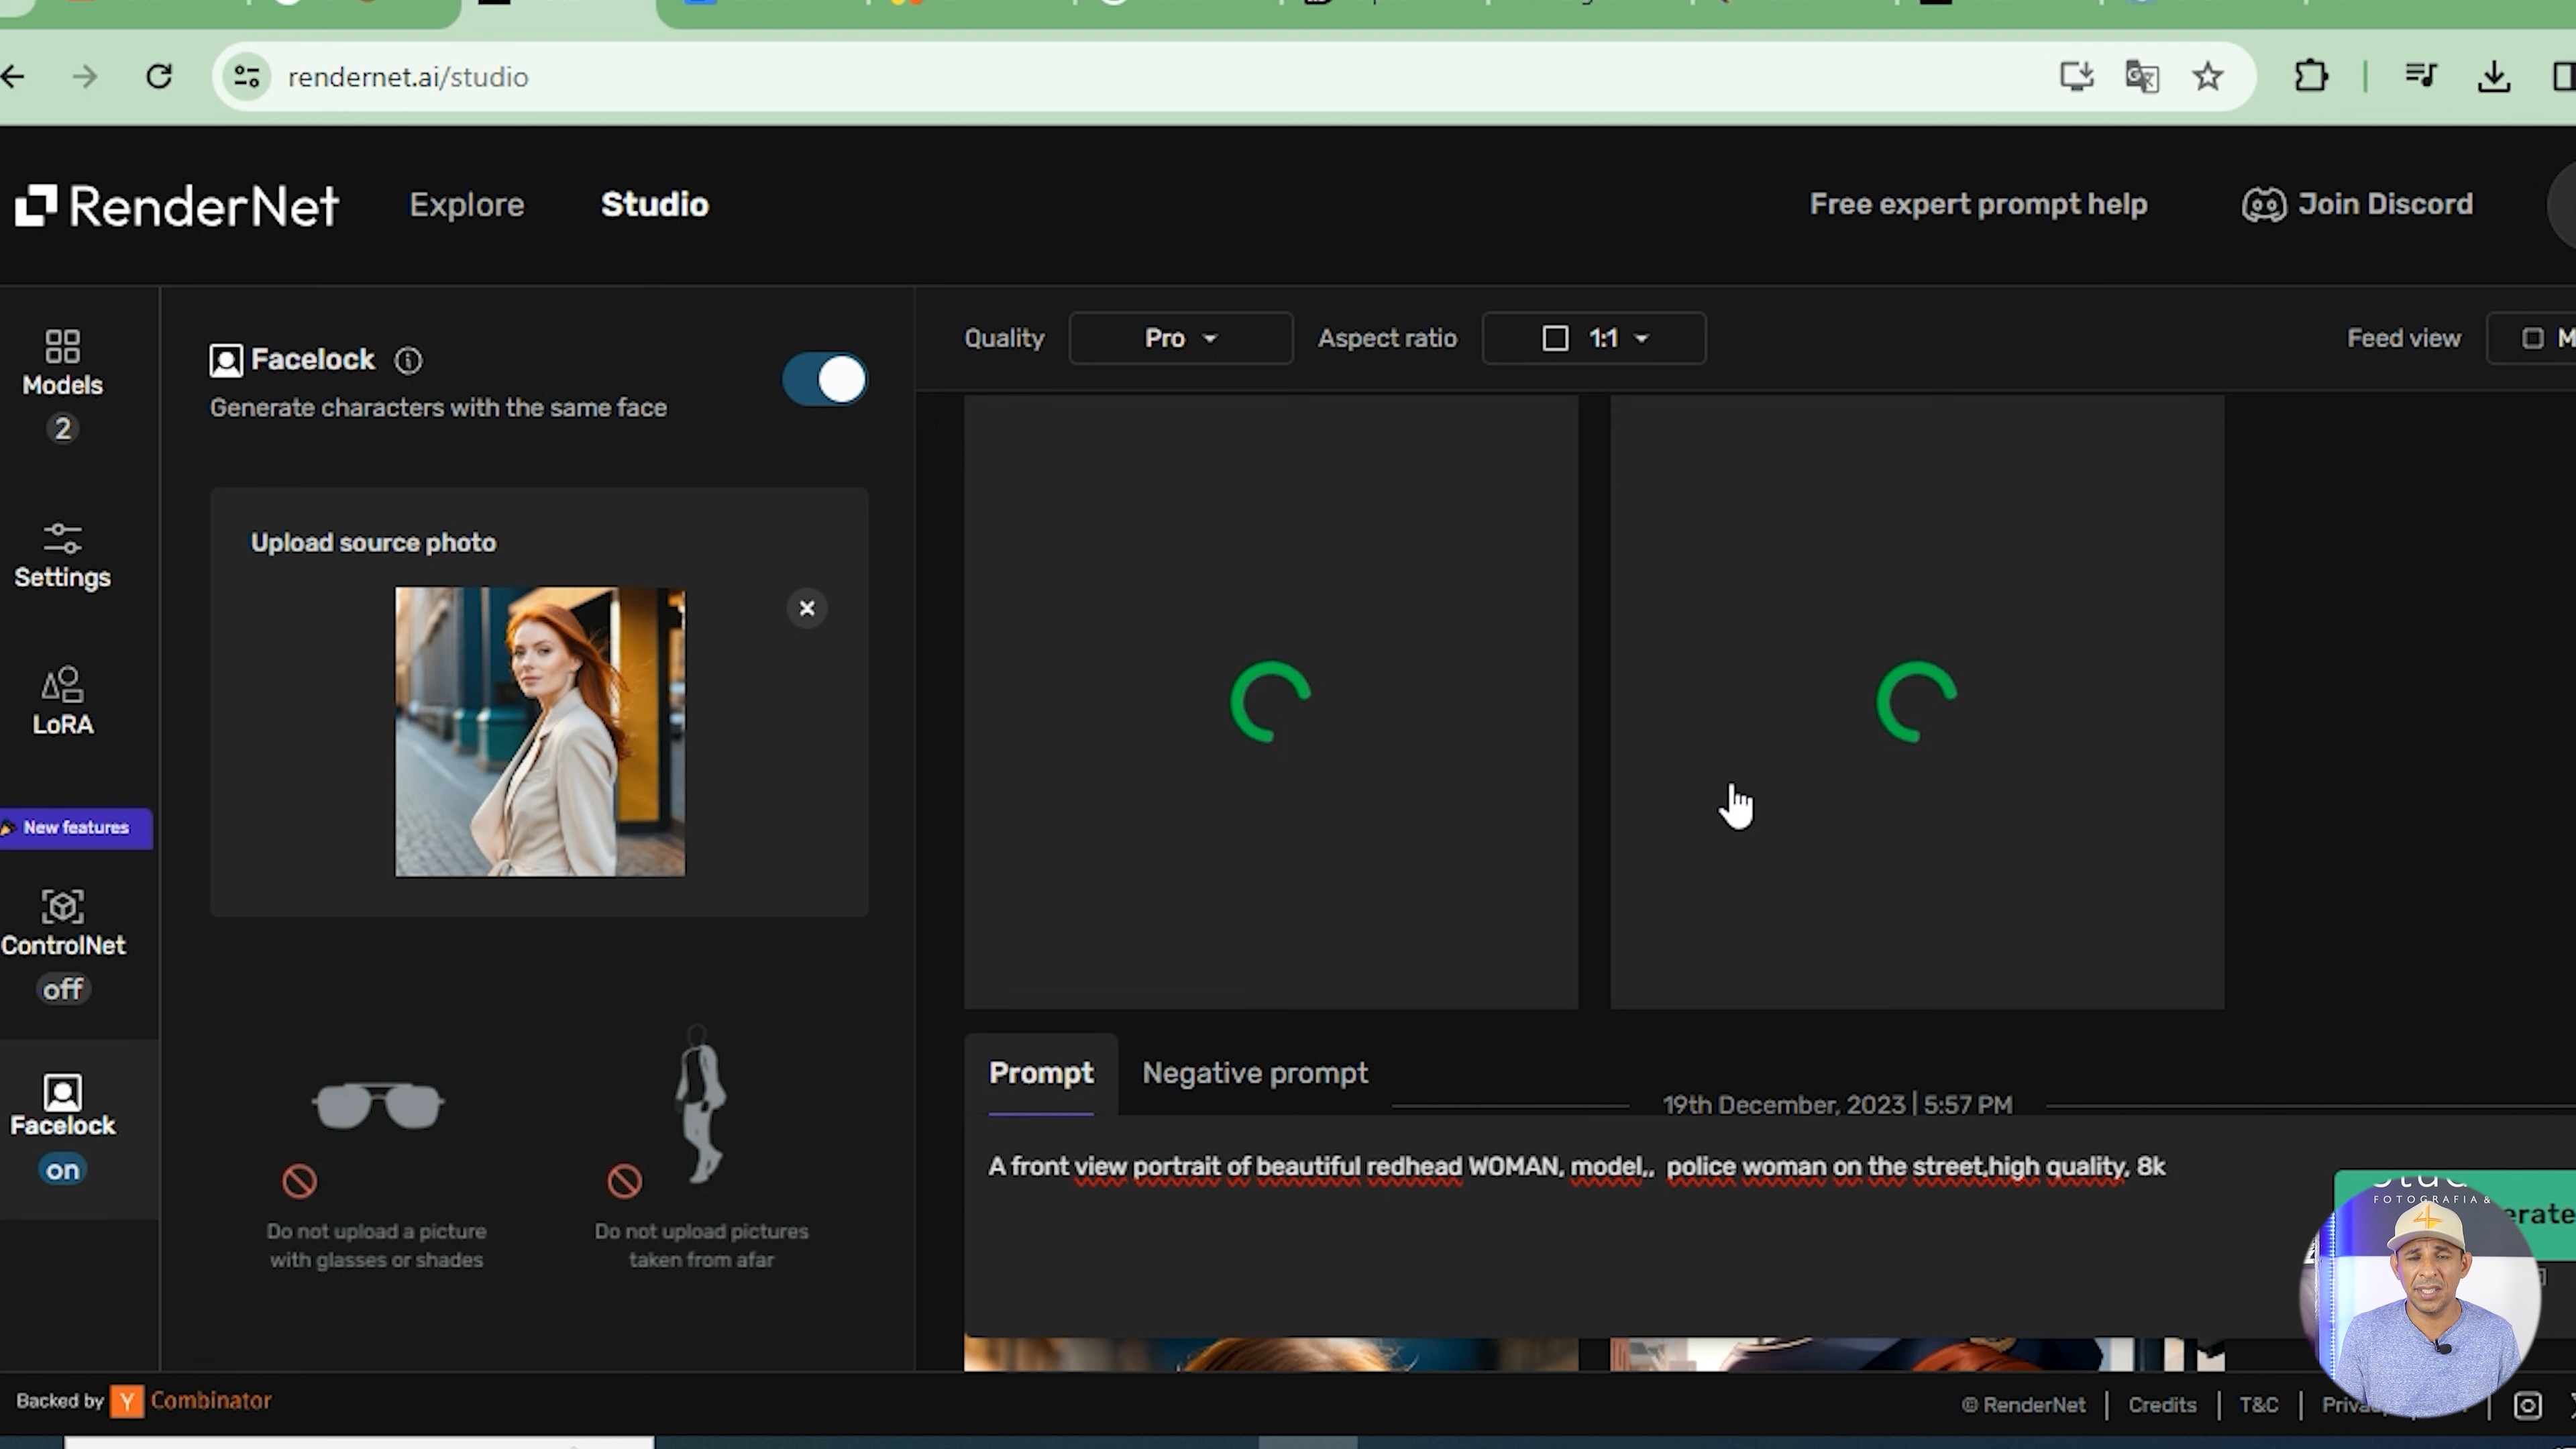 rendernet.ai/studio
RenderNet
Explore
Studio
Free expert prompt help
Join Discord
Models
2
Settings
LoRA
New features
ControlNet
off
Facelock
on
Facelock
Generate characters with the same face
Upload source photo
Do not upload a picture
with glasses or shades
Do not upload pictures
taken from afar
Quality
Pro
Aspect ratio
1:1
Feed view
M
Prompt
Negative prompt
19th December, 2023 | 5:57 PM
A front view portrait of beautiful redhead WOMAN, model,, police woman on the street,high quality, 8k
erate
FOTOGRAFIA &
Backed by Y Combinator
© RenderNet
Credits
T&C